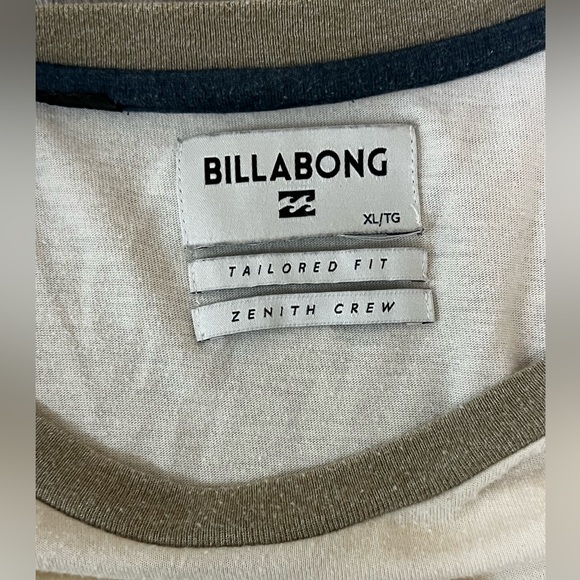 BILLABONG
XL/TG
TAILORED FIT
ZENITH CREW